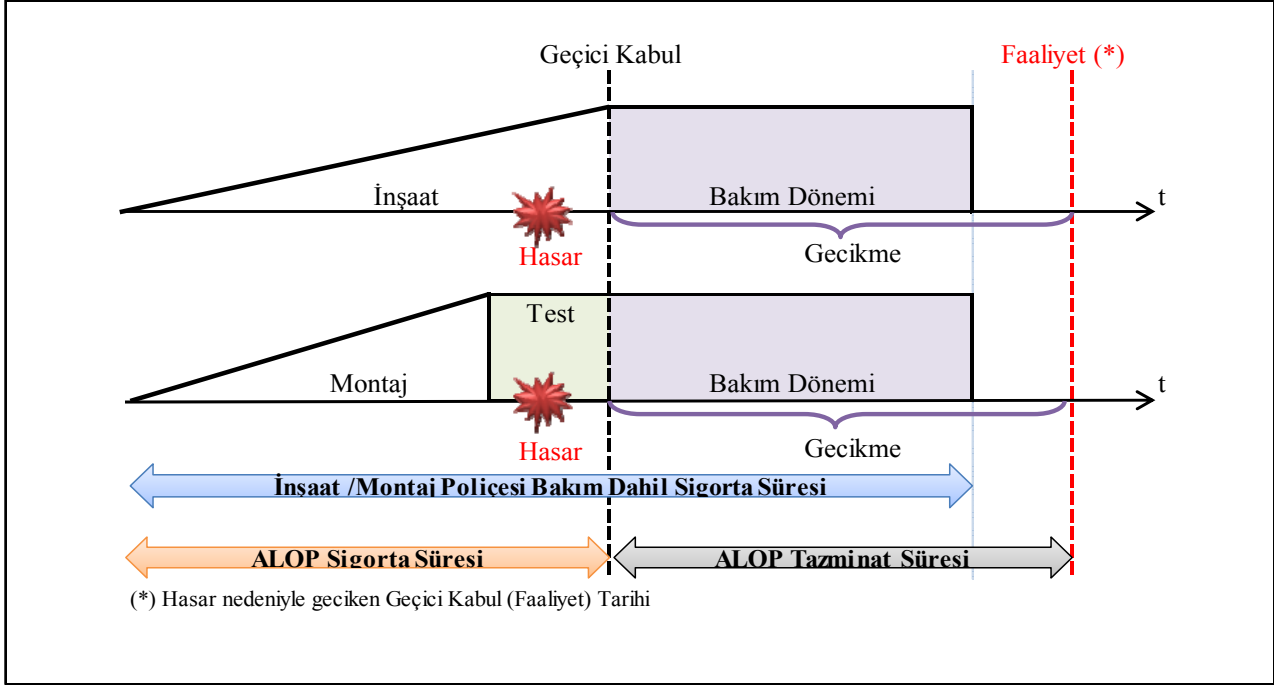 Geçici Kabul
Faaliyet (*)
İnşaat
Bakım Dönemi
t
Hasar
Gecikme
Test
Montaj
Bakım Dönemi
t
Hasar
Gecikme
İnşaat /Montaj Poliçesi Bakım Dahil Sigorta Süresi
ALOP Sigorta Süresi
ALOP Tazminat Süresi
(*) Hasar nedeniyle geciken Geçici Kabul (Faaliyet) Tarihi